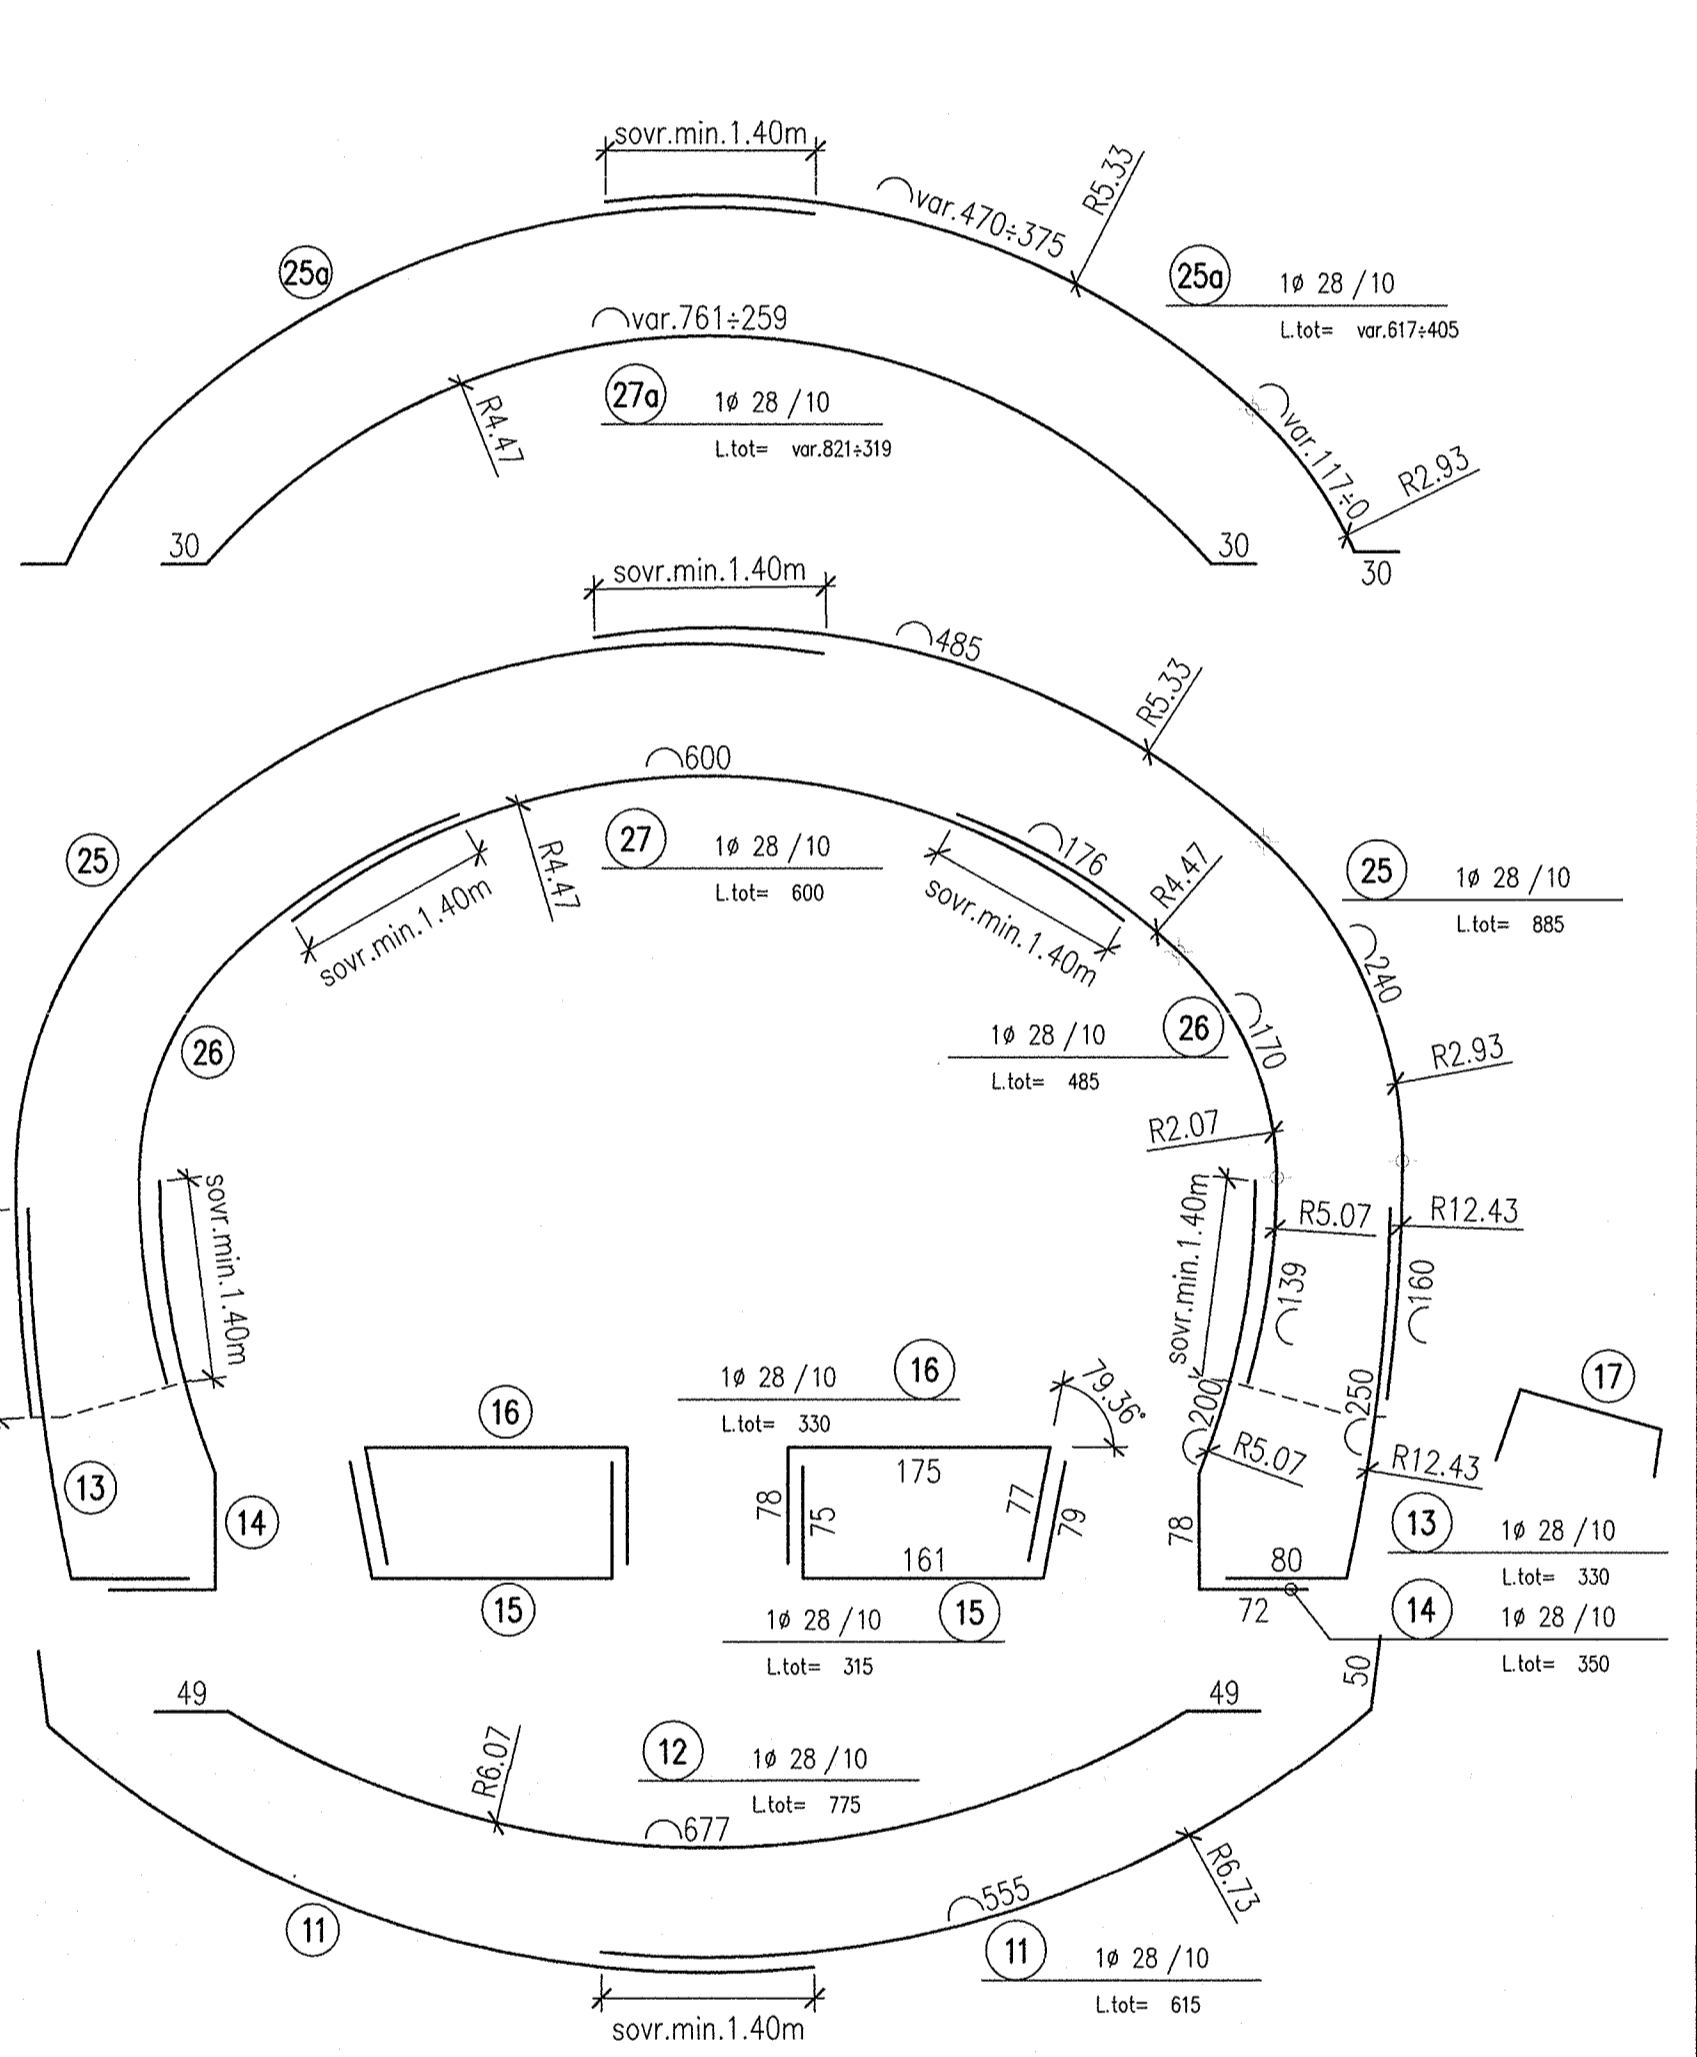 sovr.min.1.40m
var.470÷375
R5.33
25a
25a
1ø 28 /10
L.tot= var.617÷405
var.761÷259
27a
1ø 28 /10
L.tot= var.821÷319
R4.47
var.117÷0
R2.93
30
30
30
sovr.min.1.40m
485
R5.33
600
25
27
1ø 28 /10
L.tot= 600
R4.47
sovr.min.1.40m
176
R4.47
sovr.min.1.40m
25
1ø 28 /10
L.tot= 885
240
26
26
1ø 28 /10
L.tot= 485
170
R2.93
R2.07
sovr.min.1.40m
sovr.min.1.40m
R5.07
R12.43
139
160
16
1ø 28 /10
L.tot= 330
16
79.36°
200
250
17
13
14
175
78
75
77
79
161
R5.07
R12.43
78
80
72
13
1ø 28 /10
L.tot= 330
14
1ø 28 /10
L.tot= 350
15
1ø 28 /10
L.tot= 315
15
50
49
49
R6.07
12
1ø 28 /10
L.tot= 775
677
R6.73
555
11
11
1ø 28 /10
L.tot= 615
sovr.min.1.40m